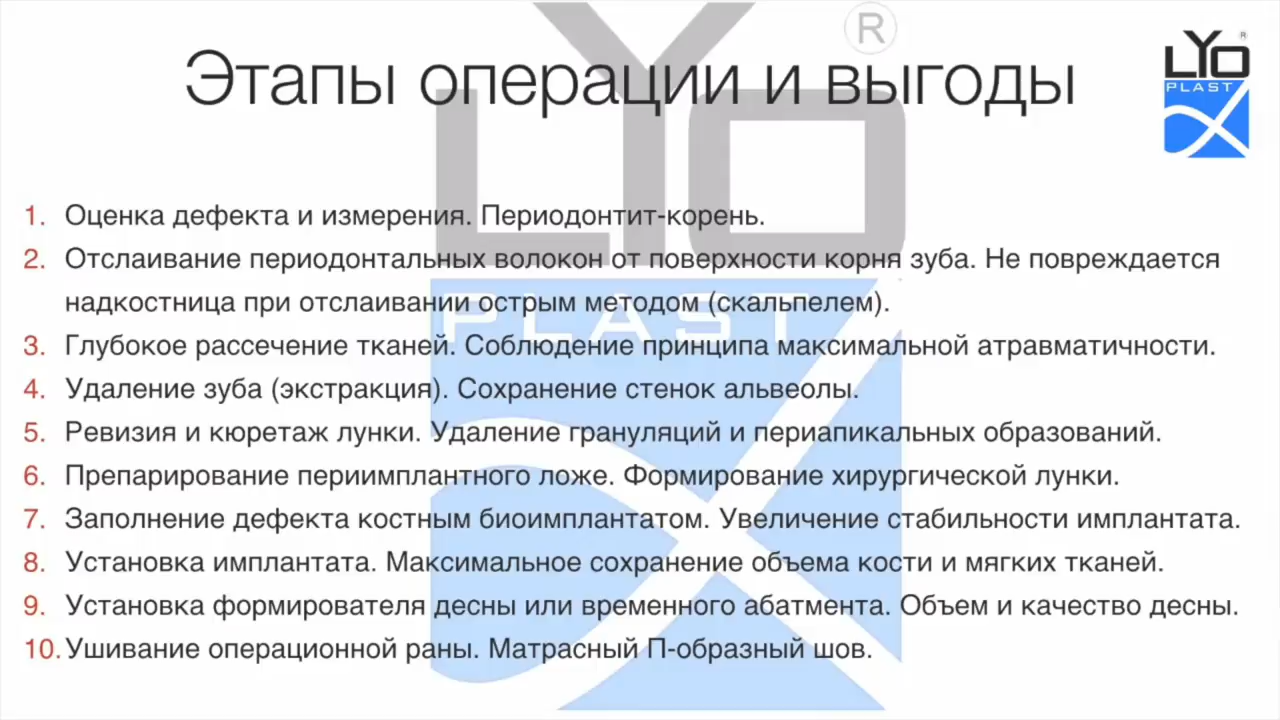 Этапы операции и выгоды
LYO
PLAST
®
1. Оценка дефекта и измерения. Периодонтит-корень.
2. Отслаивание периодонтальных волокон от поверхности корня зуба. Не повреждается
надкостница при отслаивании острым методом (скальпелем).
3. Глубокое рассечение тканей. Соблюдение принципа максимальной атравматичности.
4. Удаление зуба (экстракция). Сохранение стенок альвеолы.
5. Ревизия и кюретаж лунки. Удаление грануляций и периапикальных образований.
6. Препарирование периимплантного ложе. Формирование хирургической лунки.
7. Заполнение дефекта костным биоимплантатом. Увеличение стабильности имплантата.
8. Установка имплантата. Максимальное сохранение объема кости и мягких тканей.
9. Установка формирователя десны или временного абатмента. Объем и качество десны.
10. Ушивание операционной раны. Матрасный П-образный шов.
LYO
PLAST
®